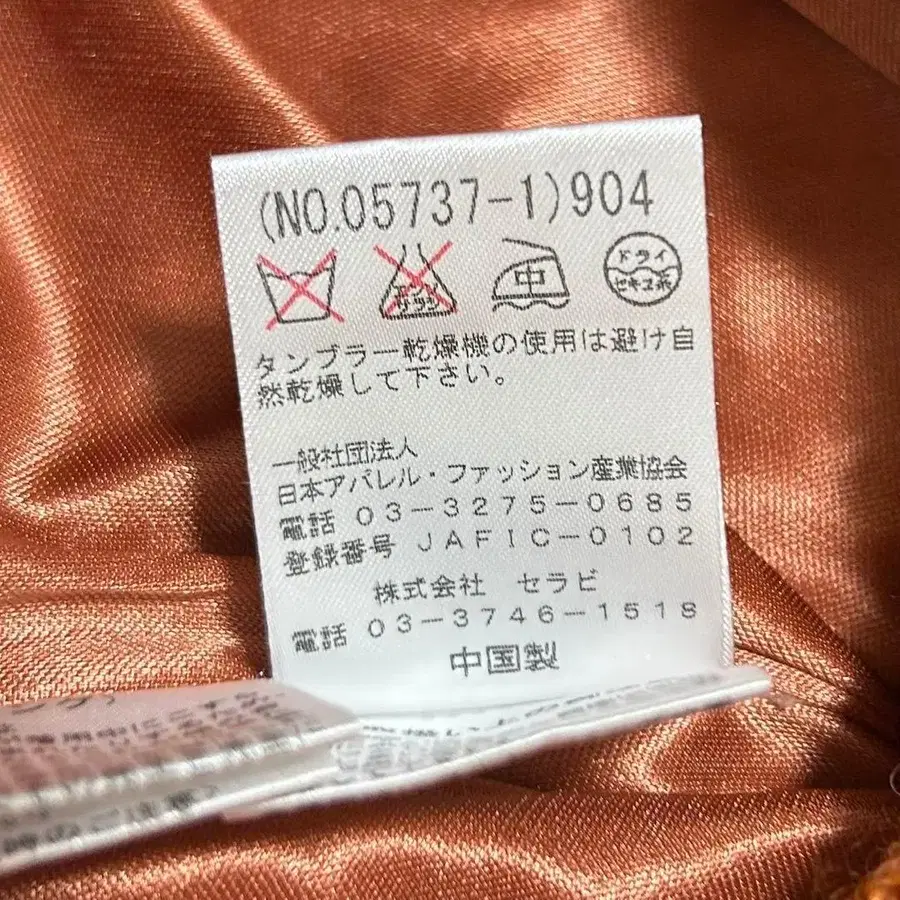 (NO.05737-1)904
中 ドライ
セキユ系
タンブラー乾燥機の使用は避け自
然乾燥して下さい。
一般社団法人
日本アパレル・ファッション産業協会
電話 03-3275-0685
登録番号 JAFIC-0102
株式会社 セラビ
電話 03-3746-1518
中国製